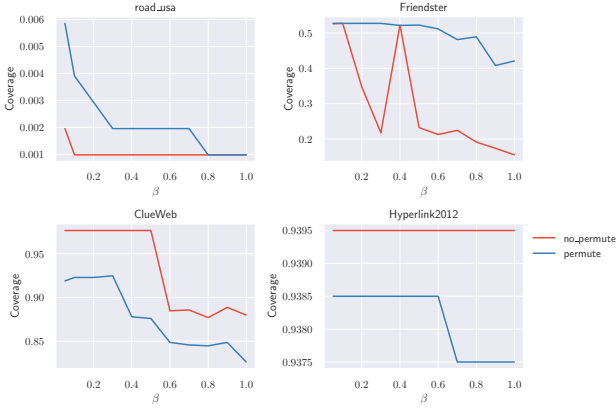 road_usa
Coverage
0.006
0.005
0.004
0.003
0.002
0.001
0.2 0.4 0.6 0.8 1.0
β
Friendster
Coverage
0.5
0.4
0.3
0.2
0.2 0.4 0.6 0.8 1.0
β
ClueWeb
Coverage
0.95
0.90
0.85
0.2 0.4 0.6 0.8 1.0
β
Hyperlink2012
Coverage
0.9395
0.9390
0.9385
0.9380
0.9375
0.2 0.4 0.6 0.8 1.0
β
no_permute
permute